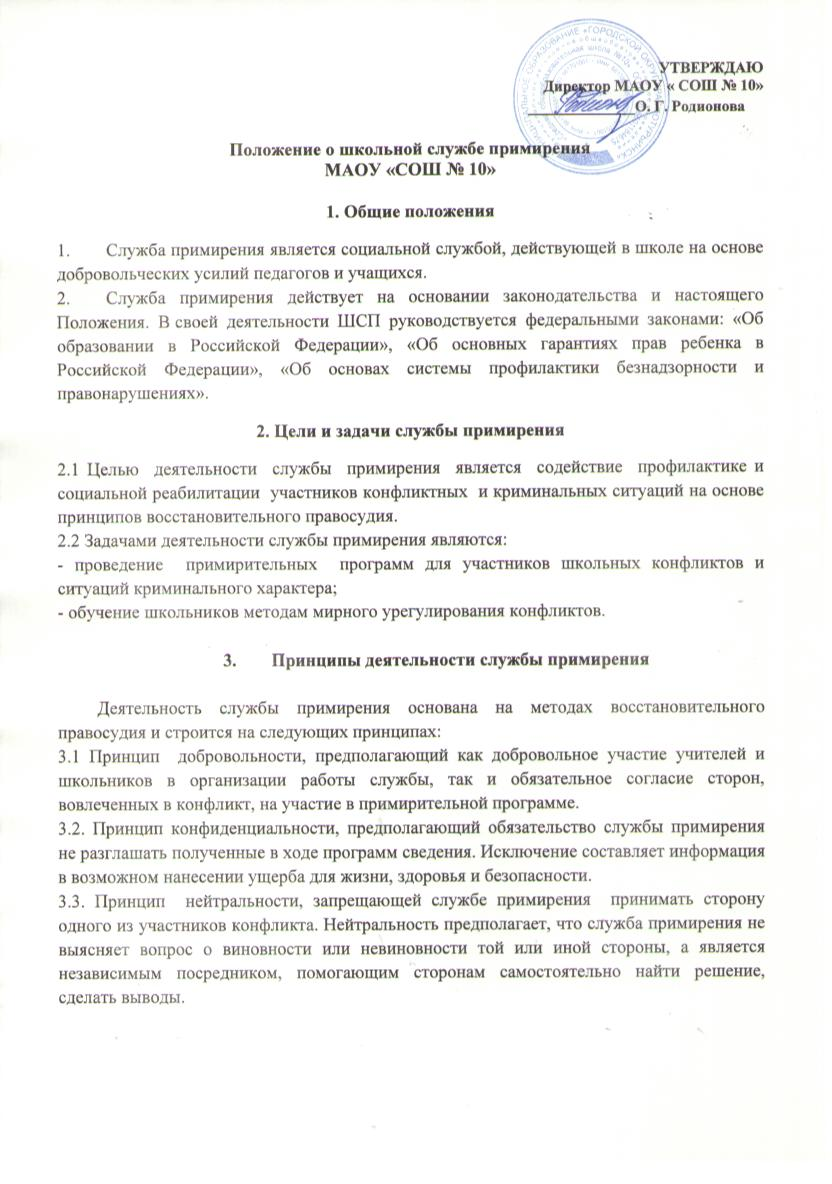 УТВЕРЖДАЮ
Директор МАОУ « СОШ № 10»
О. Г. Родионова
Положение о школьной службе примирения
МАОУ «СОШ № 10»
1. Общие положения
1. Служба примирения является социальной службой, действующей в школе на основе
добровольческих усилий педагогов и учащихся.
2. Служба примирения действует на основании законодательства и настоящего
Положения. В своей деятельности ШСП руководствуется федеральными законами: «Об
образовании в Российской Федерации», «Об основных гарантиях прав ребенка в
Российской Федерации», «Об основах системы профилактики безнадзорности и
правонарушениях».
2. Цели и задачи службы примирения
2.1 Целью деятельности службы примирения является содействие профилактике и
социальной реабилитации участников конфликтных и криминальных ситуаций на основе
принципов восстановительного правосудия.
2.2 Задачами деятельности службы примирения являются:
- проведение примирительных программ для участников школьных конфликтов и
ситуаций криминального характера;
- обучение школьников методам мирного урегулирования конфликтов.
3. Принципы деятельности службы примирения
Деятельность службы примирения основана на методах восстановительного
правосудия и строится на следующих принципах:
3.1 Принцип добровольности, предполагающий как добровольное участие учителей и
школьников в организации работы службы, так и обязательное согласие сторон,
вовлеченных в конфликт, на участие в примирительной программе.
3.2. Принцип конфиденциальности, предполагающий обязательство службы примирения
не разглашать полученные в ходе программ сведения. Исключение составляет информация
в возможном нанесении ущерба для жизни, здоровья и безопасности.
3.3. Принцип нейтральности, запрещающей службе примирения принимать сторону
одного из участников конфликта. Нейтральность предполагает, что служба примирения не
выясняет вопрос о виновности или невиновности той или иной стороны, а является
независимым посредником, помогающим сторонам самостоятельно найти решение,
сделать выводы.